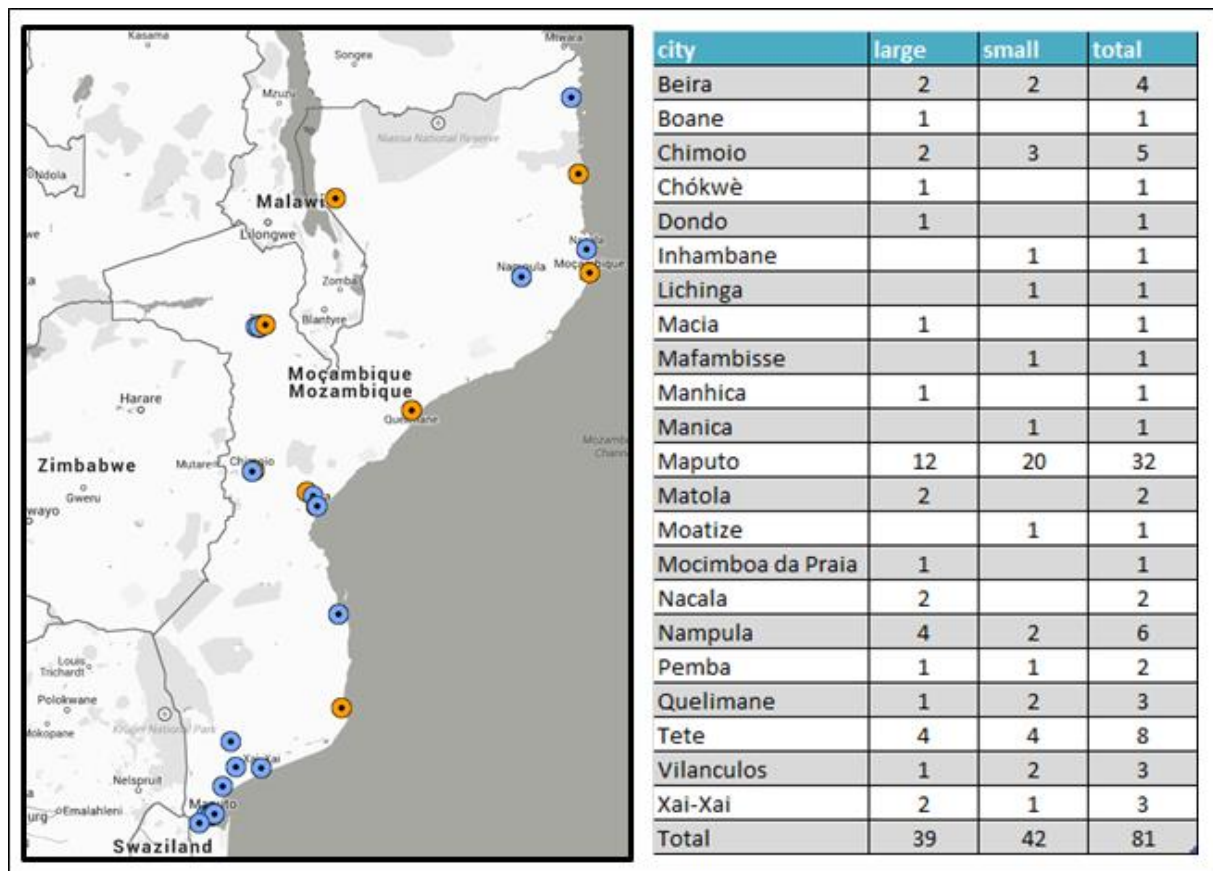 Kasama
Mtwara
Songea
Mzuzu
Niassa National Reserve
Ndola
Malawi
Lilongwe
Nampula
Moçambique
Zomba
Blantyre
Moçambique
Mozambique
Harare
Quelimane
Zimbabwe
Mutare
Chimoio
Gweru
wayo
Louis
Trichardt
Polokwane
Mokopane
Kruger National Park
Xai-Xai
Nelspruit
Maputo
Emalahleni
urg
Swaziland
city large small total
Beira 2 2 4
Boane 1 1
Chimoio 2 3 5
Chókwè 1 1
Dondo 1 1
Inhambane 1 1
Lichinga 1 1
Macia 1 1
Mafambisse 1 1
Manhica 1 1
Manica 1 1
Maputo 12 20 32
Matola 2 2
Moatize 1 1
Mocimboa da Praia 1 1
Nacala 2 2
Nampula 4 2 6
Pemba 1 1 2
Quelimane 1 2 3
Tete 4 4 8
Vilanculos 1 2 3
Xai-Xai 2 1 3
Total 39 42 81